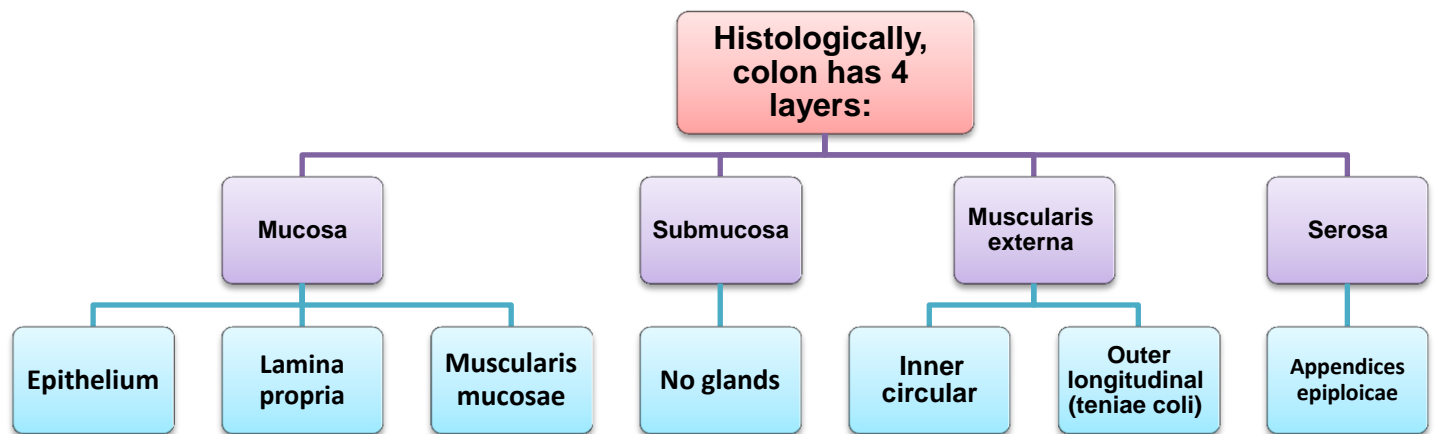 Histologically,
colon has 4
layers:
Mucosa
Submucosa
Muscularis
externa
Serosa
Epithelium
Lamina
propria
Muscularis
mucosae
No glands
Inner
circular
Outer
longitudinal
(teniae coli)
Appendices
epiploicae